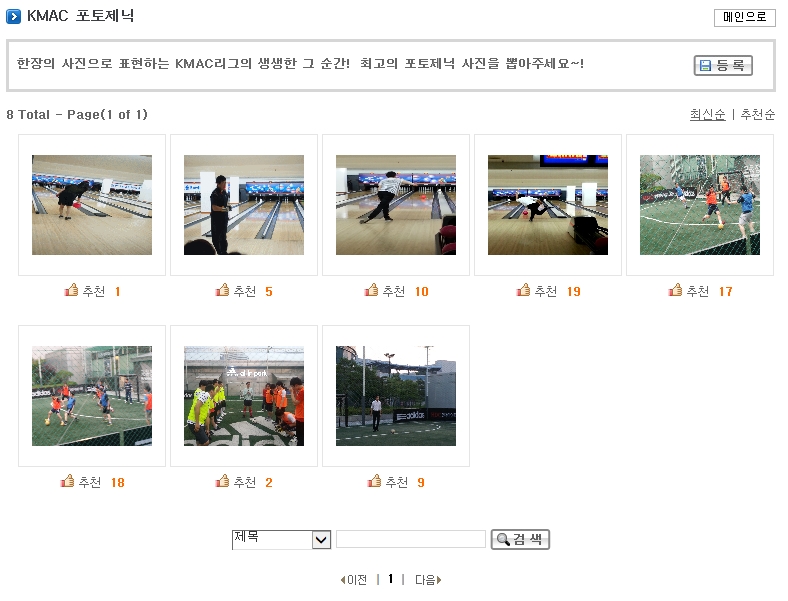 KMAC 포토제닉
메인으로
한장의 사진으로 표현하는 KMAC리그의 생생한 그 순간! 최고의 포토제닉 사진을 뽑아주세요~!
등 록
8 Total - Page(1 of 1)
최신순 | 추천순
추천 1
추천 5
추천 10
추천 19
추천 17
adidas
adidas
추천 18
추천 2
추천 9
제목
검 색
이전 | 1 | 다음